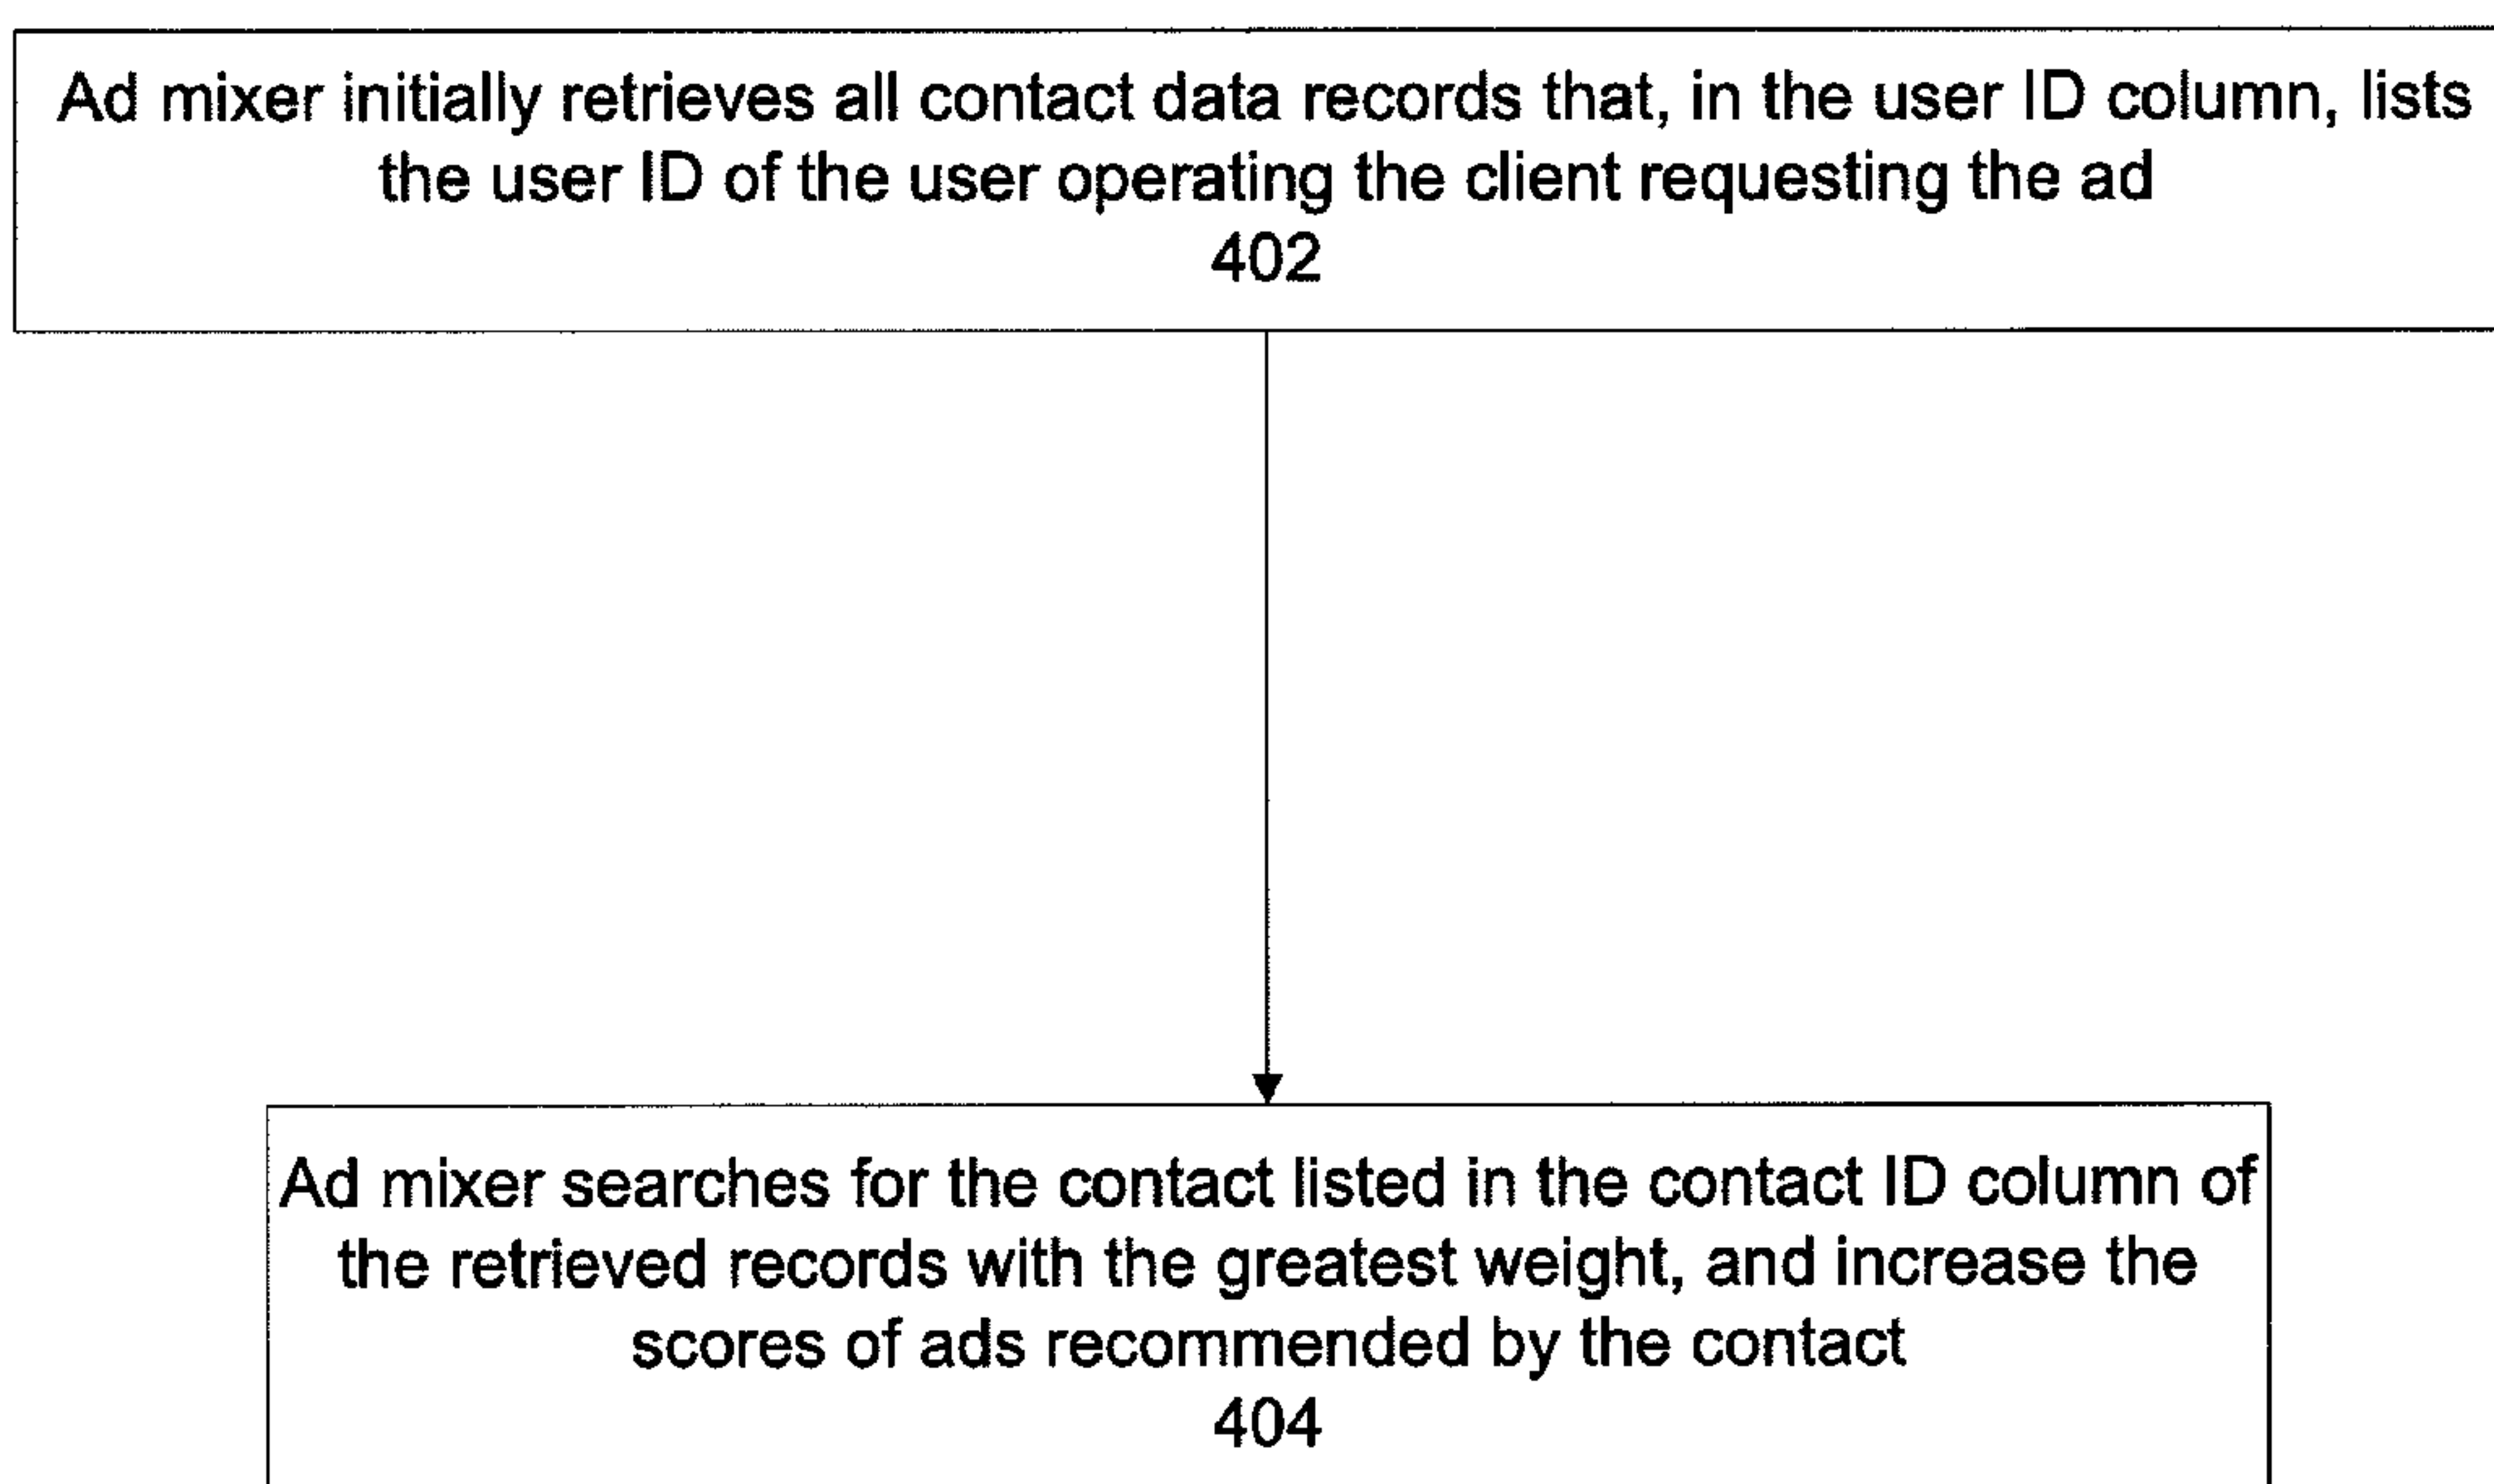 Ad mixer initially retrieves all contact data records that, in the user ID column, lists
the user ID of the user operating the client requesting the ad
402
Ad mixer searches for the contact listed in the contact ID column of
the retrieved records with the greatest weight, and increase the
scores of ads recommended by the contact
404